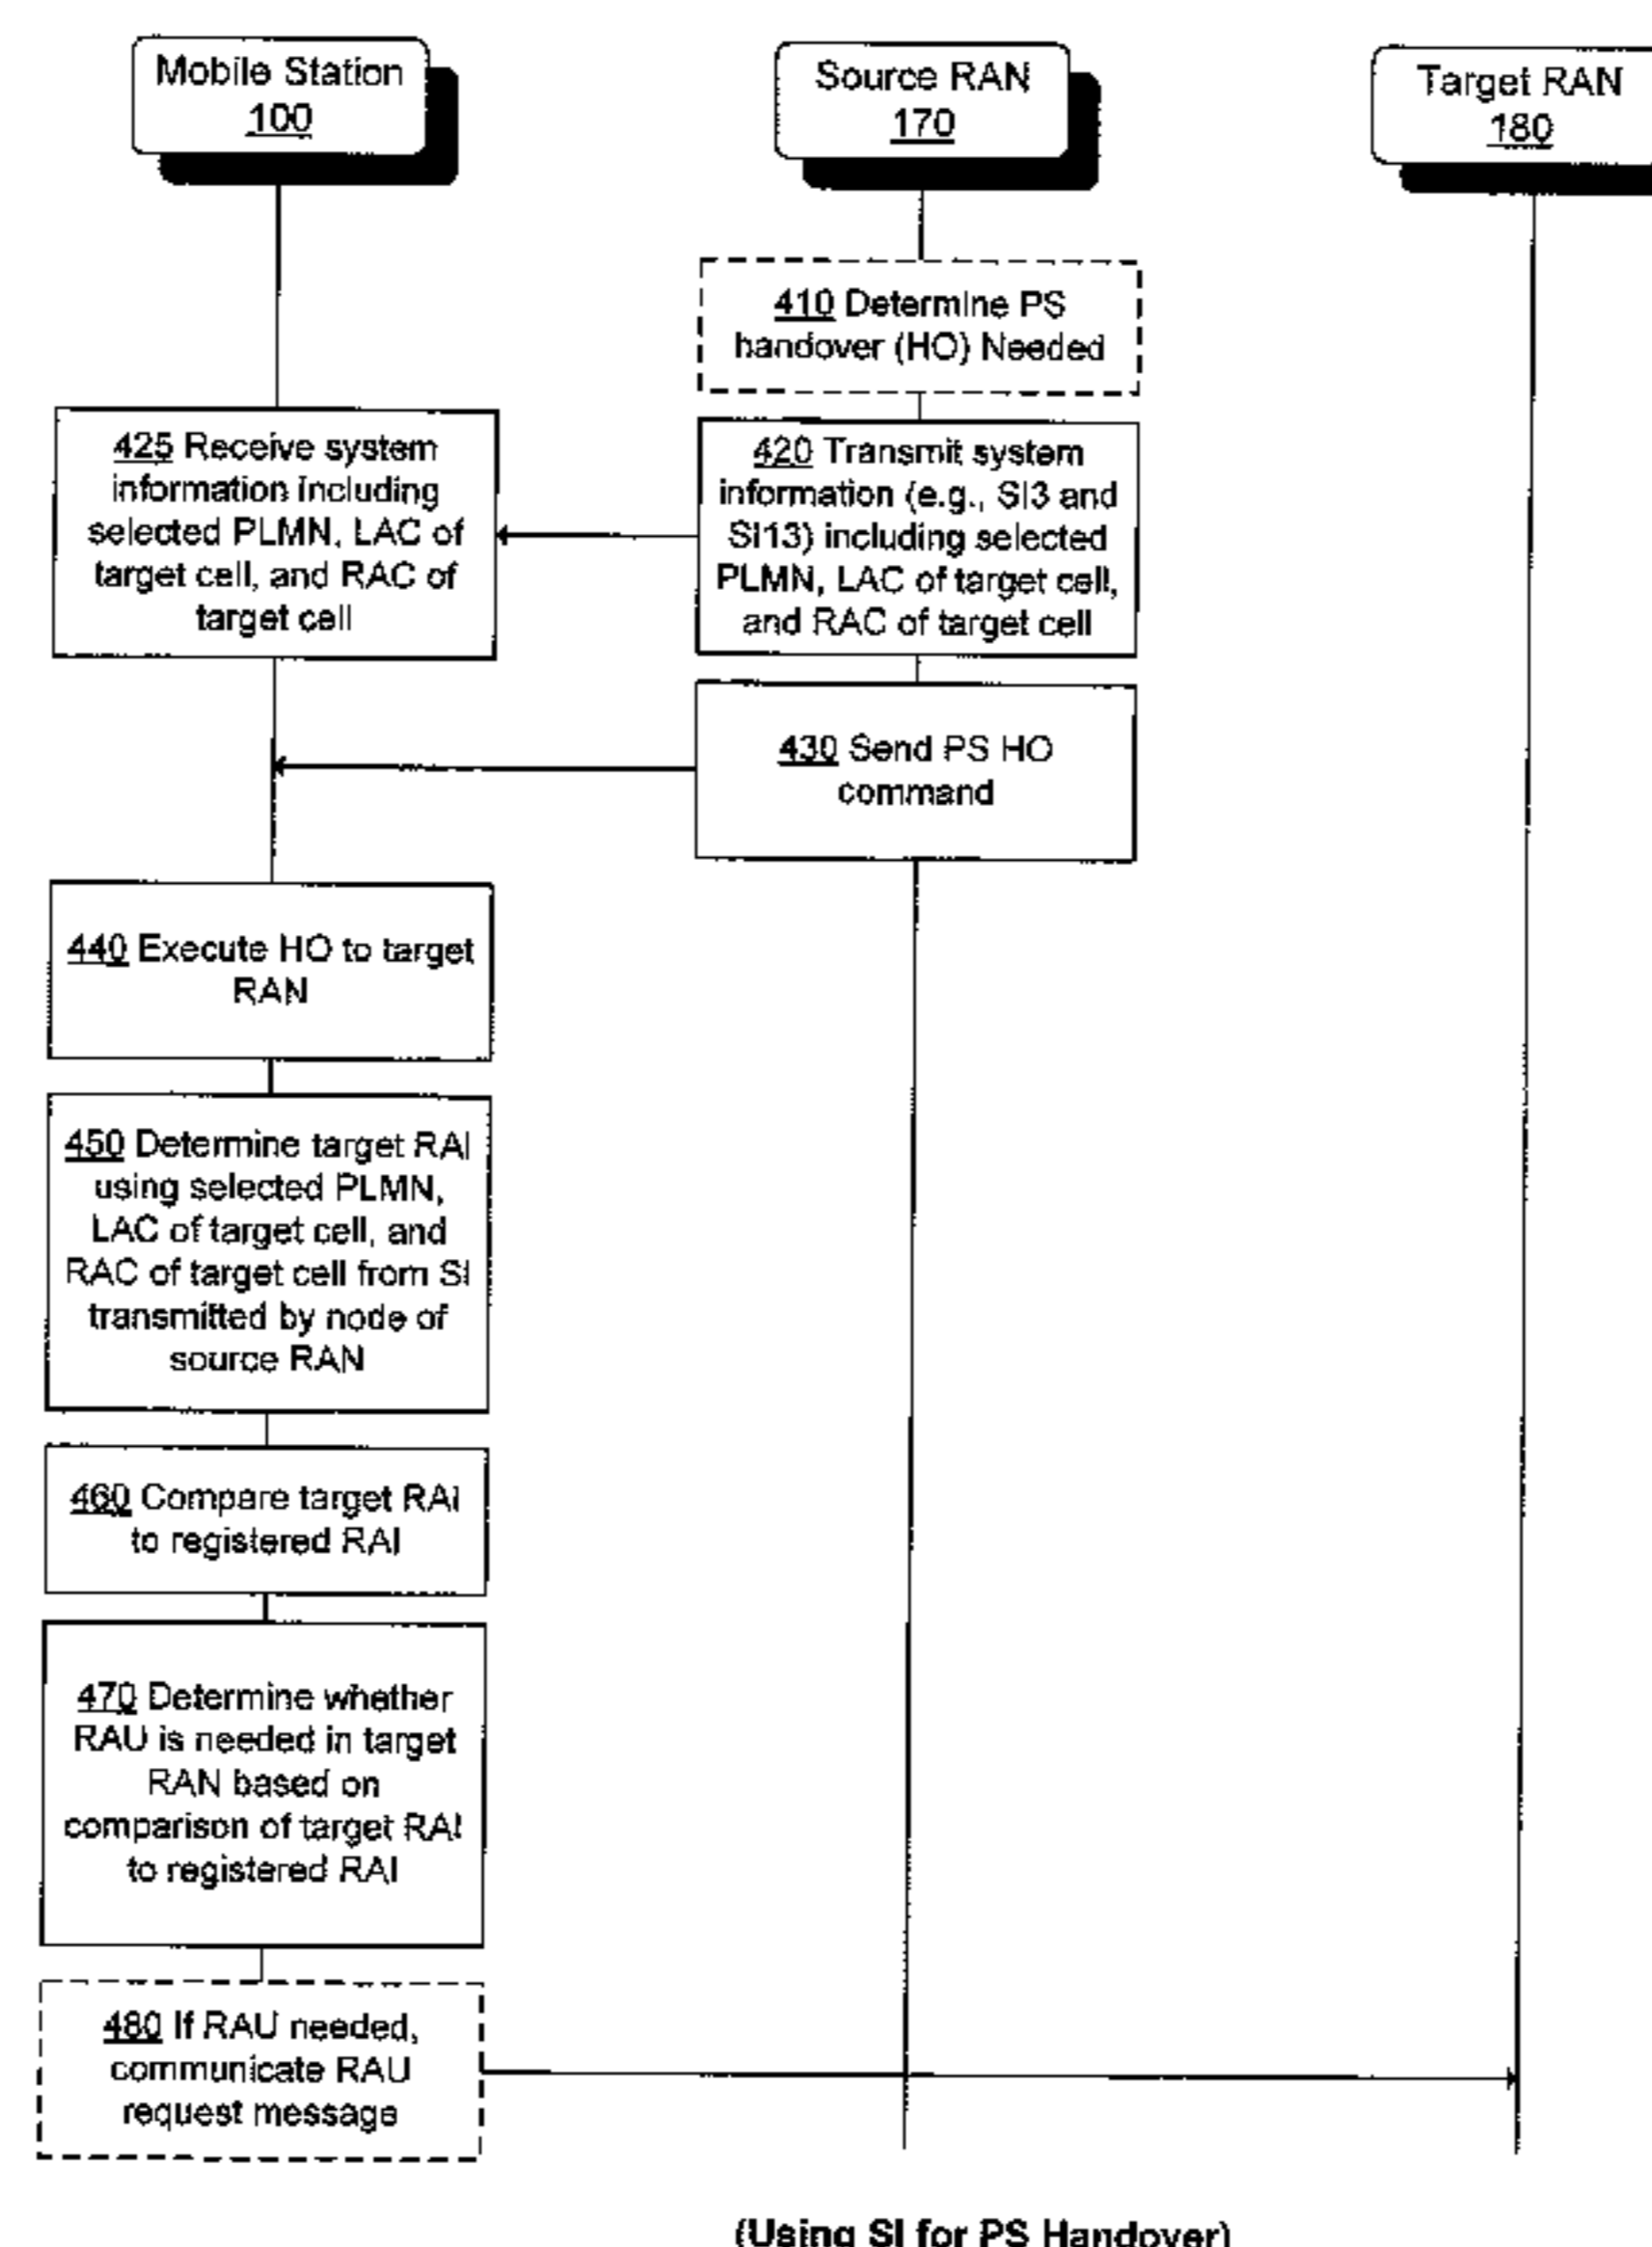 Mobile Station
100
Source RAN
170
Target RAN
180
410 Determine PS
handover (HO) Needed
425 Receive system
information including
selected PLMN, LAC of
target cell, and RAC of
target cell
420 Transmit system
information (e.g., SI3 and
SI13) including selected
PLMN, LAC of target cell,
and RAC of target cell
430 Send PS HO
command
440 Execute HO to target
RAN
450 Determine target RAI
using selected PLMN,
LAC of target cell, and
RAC of target cell from SI
transmitted by node of
source RAN
460 Compare target RAI
to registered RAI
470 Determine whether
RAU is needed in target
RAN based on
comparison of target RAI
to registered RAI
480 If RAU needed,
communicate RAU
request message
(Using SI for PS Handover)